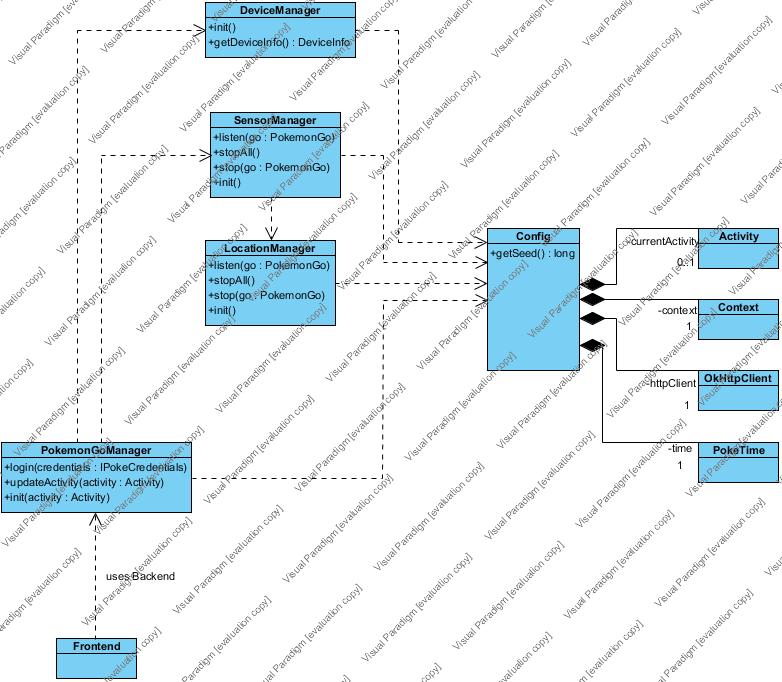 DeviceManager
+init()
+getDeviceInfo() : DeviceInfo
SensorManager
+listen(go : PokemonGo)
+stopAll()
+stop(go : PokemonGo)
+init()
LocationManager
+listen(go : PokemonGo)
+stopAll()
+stop(go : PokemonGo)
+init()
Config
+getSeed() : long
-currentActivity
0..1
Activity
-context
1
Context
-httpClient
1
OkHttpClient
-time
1
PokeTime
PokemonGoManager
+login(credentials : IPokeCredentials)
+updateActivity(activity : Activity)
+init(activity : Activity)
uses Backend
Frontend
Visual Paradigm [evaluation copy]